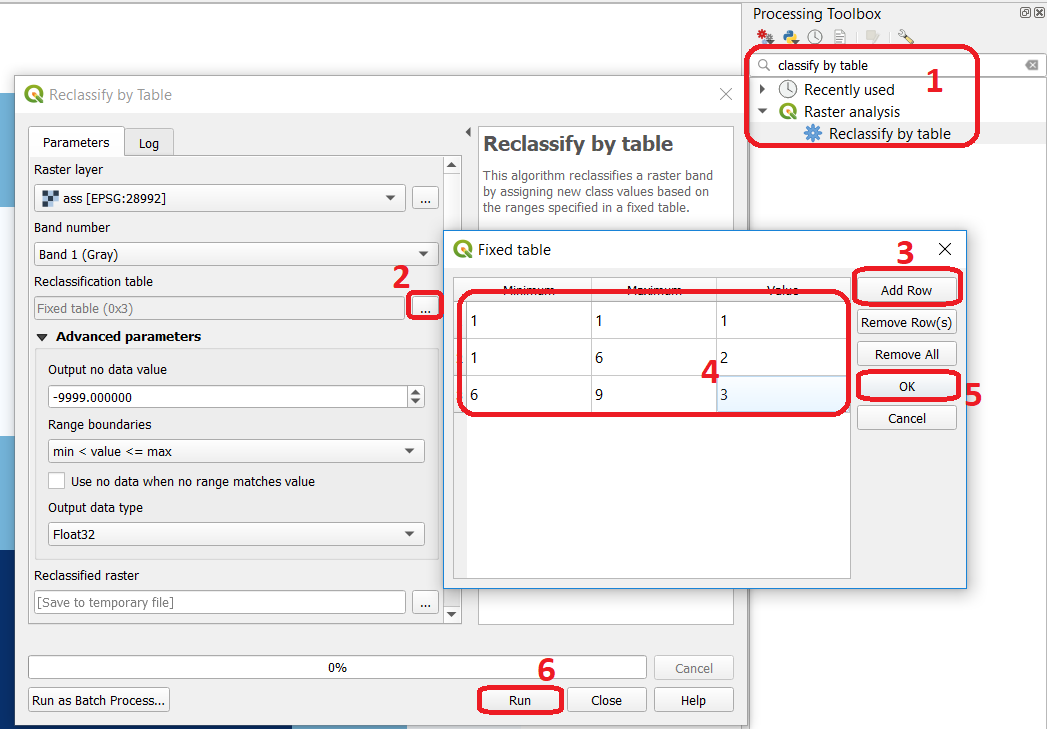 Processing Toolbox
classify by table
1
Recently used
Raster analysis
Reclassify by table
Reclassify by Table
Parameters
Log
Raster layer
ass [EPSG:28992]
...
Band number
Band 1 (Gray)
2
Reclassification table
Fixed table (0x3)
...
Advanced parameters
Output no data value
-9999.000000
Range boundaries
min < value <= max
Use no data when no range matches value
Output data type
Float32
Reclassified raster
[Save to temporary file]
...
Reclassify by table
This algorithm reclassifies a raster band
by assigning new class values based on
the ranges specified in a fixed table.
Fixed table
3
Minimum Maximum Value
1 1 1
1 6 2
6 9 3
4
Add Row
Remove Row(s)
Remove All
OK
5
Cancel
0%
Cancel
6
Run as Batch Process...
Run
Close
Help